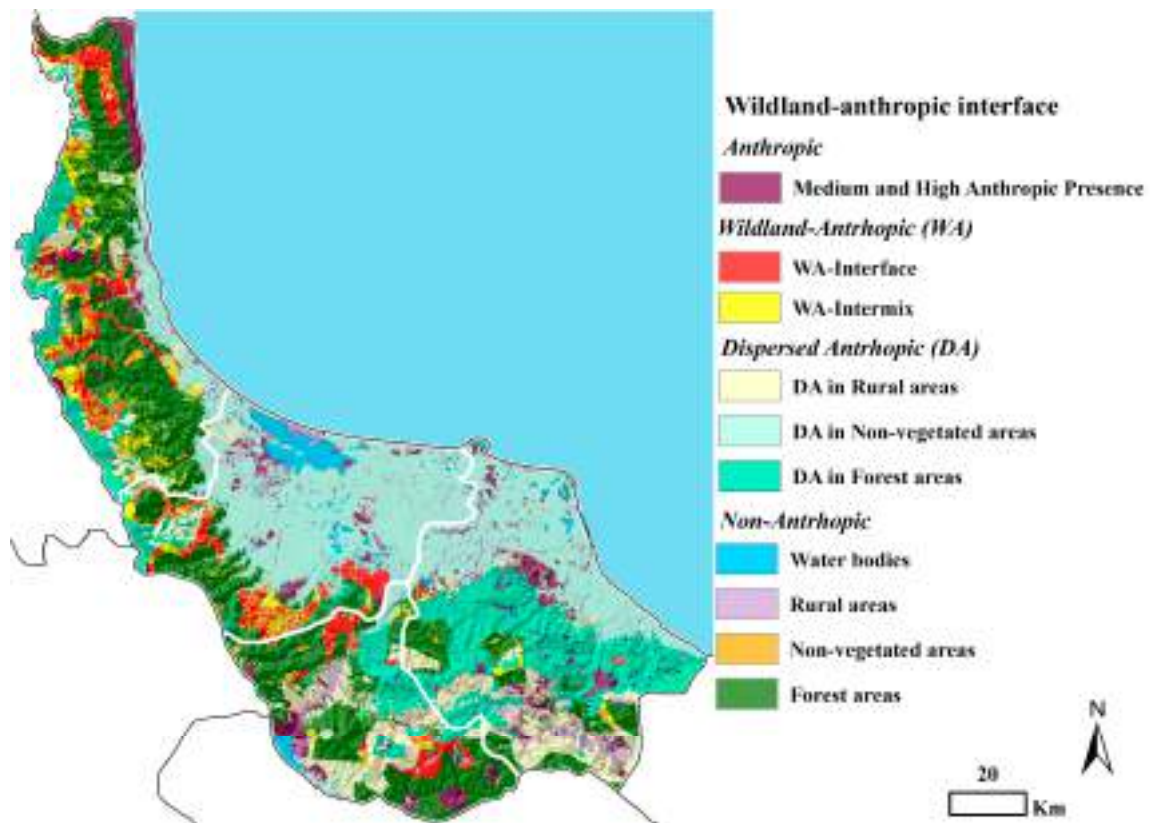 Wildland-anthropic interface
Anthropic
Medium and High Anthropic Presence
Wildland-Antrhopic (WA)
WA-Interface
WA-Intermix
Dispersed Antrhopic (DA)
DA in Rural areas
DA in Non-vegetated areas
DA in Forest areas
Non-Antrhopic
Water bodies
Rural areas
Non-vegetated areas
Forest areas
N
20
Km